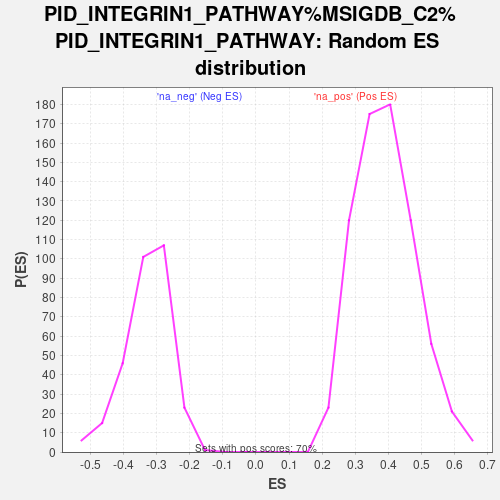 PID_INTEGRIN1_PATHWAY%MSIGDB_C2%
PID_INTEGRIN1_PATHWAY: Random ES
distribution
'na_neg' (Neg ES)
'na_pos' (Pos ES)
P(ES)
180
170
160
150
140
130
120
110
100
90
80
70
60
50
40
30
20
10
0
Sets with pos scores: 70%
-0.5 -0.4 -0.3 -0.2 -0.1 0.0 0.1 0.2 0.3 0.4 0.5 0.6 0.7
ES